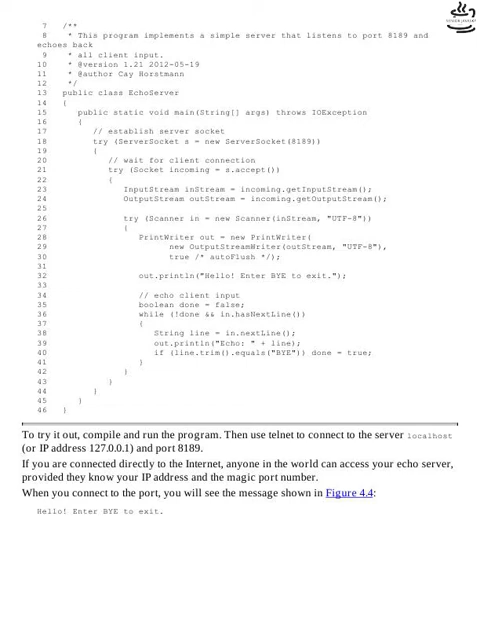 7 /**
8 * This program implements a simple server that listens to port 8189 and
echoes back
9 * all client input.
10 * @version 1.21 2012-05-19
11 * @author Cay Horstmann
12 */
13 public class EchoServer
14 {
15 public static void main(String[] args) throws IOException
16 {
17 // establish server socket
18 try (ServerSocket s = new ServerSocket(8189))
19 {
20 // wait for client connection
21 try (Socket incoming = s.accept())
22 {
23 InputStream inStream = incoming.getInputStream();
24 OutputStream outStream = incoming.getOutputStream();
25
26 try (Scanner in = new Scanner(inStream, "UTF-8"))
27 {
28 PrintWriter out = new PrintWriter(
29 new OutputStreamWriter(outStream, "UTF-8"),
30 true /* autoFlush */);
31
32 out.println("Hello! Enter BYE to exit.");
33
34 // echo client input
35 boolean done = false;
36 while (!done && in.hasNextLine())
37 {
38 String line = in.nextLine();
39 out.println("Echo: " + line);
40 if (line.trim().equals("BYE")) done = true;
41 }
42 }
43 }
44 }
45 }
46 }
To try it out, compile and run the program. Then use telnet to connect to the server localhost
(or IP address 127.0.0.1) and port 8189.
If you are connected directly to the Internet, anyone in the world can access your echo server,
provided they know your IP address and the magic port number.
When you connect to the port, you will see the message shown in Figure 4.4:
Hello! Enter BYE to exit.